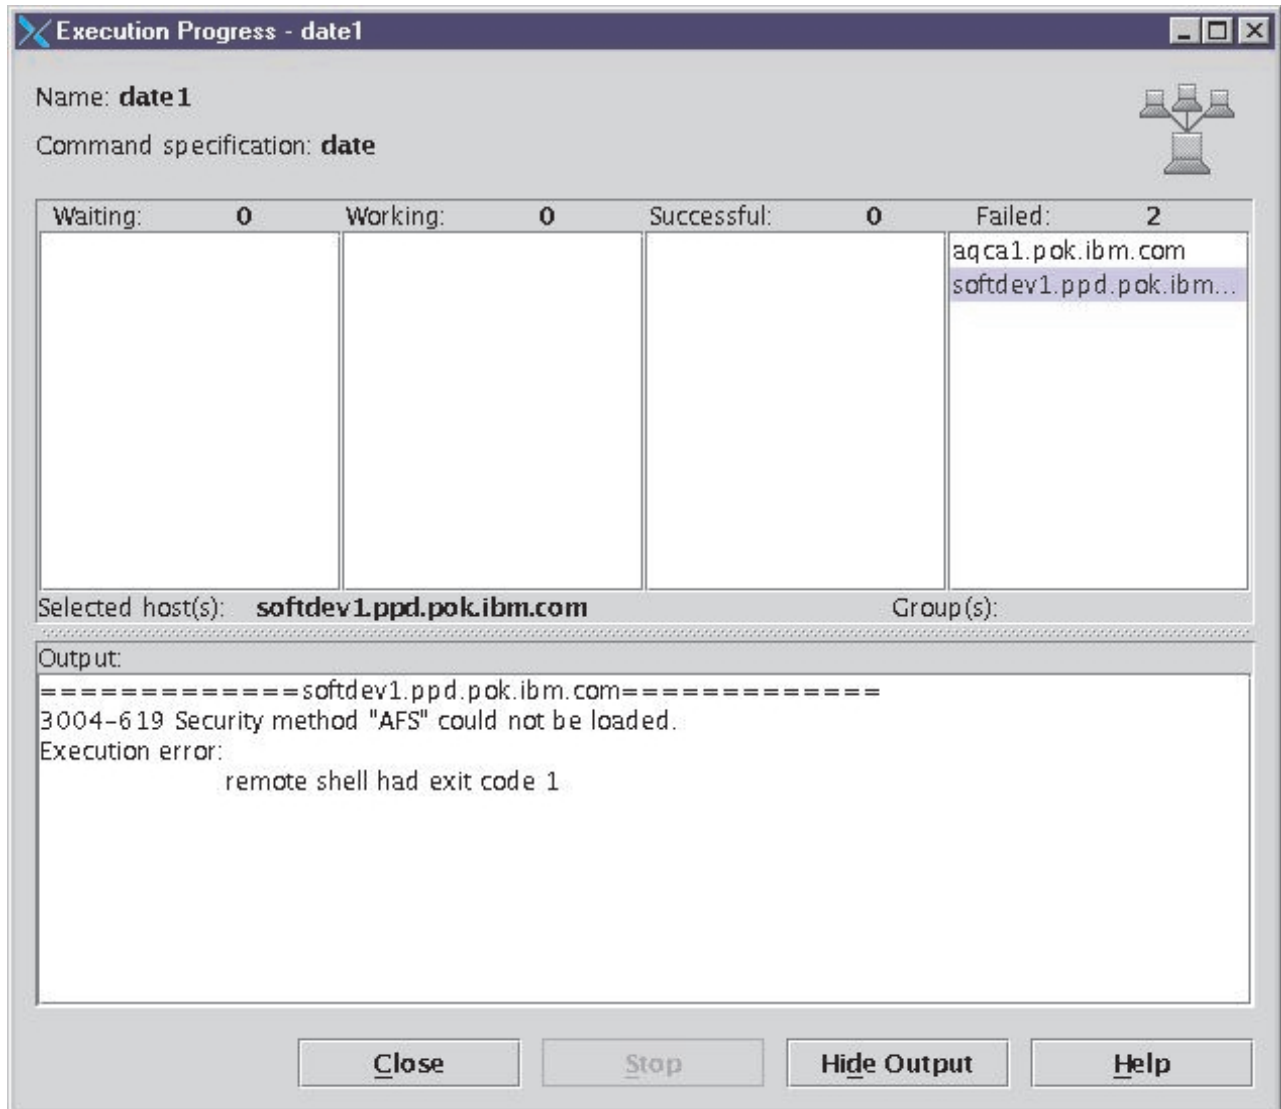 Execution Progress - date1
Name: date1
Command specification: date
Waiting: 0 Working: 0 Successful: 0 Failed: 2
aqca1.pok.ibm.com
softdev1.ppd.pok.ibm...
Selected host(s): softdev1.ppd.pok.ibm.com Group(s):
Output:
=============softdev1.ppd.pok.ibm.com=============
3004-619 Security method "AFS" could not be loaded.
Execution error:
remote shell had exit code 1
Close Stop Hide Output Help